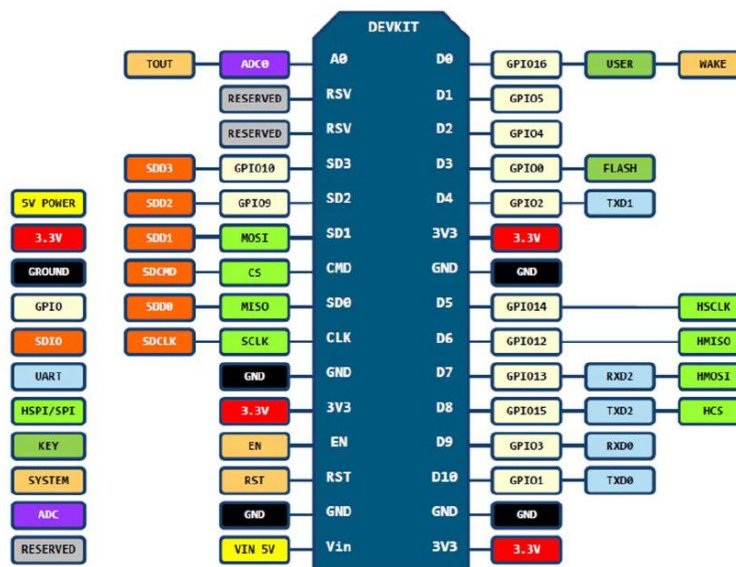 DEVKIT
TOUT ADC0 A0 D0 GPIO16 USER WAKE
RESERVED RSV D1 GPIO5
RESERVED RSV D2 GPIO4
SDD3 GPIO10 SD3 D3 GPIO0 FLASH
5V POWER SDD2 GPIO9 SD2 D4 GPIO2 TXD1
3.3V SDD1 MOSI SD1 3V3 3.3V
GROUND SDCMD CS CMD GND GND
GPIO SDD0 MISO SD0 D5 GPIO14 HSCLK
SDIO SDCLK SCLK CLK D6 GPIO12 HMISO
UART GND GND D7 GPIO13 RXD2 HMOSI
HSPI/SPI 3.3V 3V3 D8 GPIO15 TXD2 HCS
KEY EN EN D9 GPIO3 RXD0
SYSTEM RST RST D10 GPIO1 TXD0
ADC GND GND GND GND
RESERVED VIN 5V Vin 3V3 3.3V